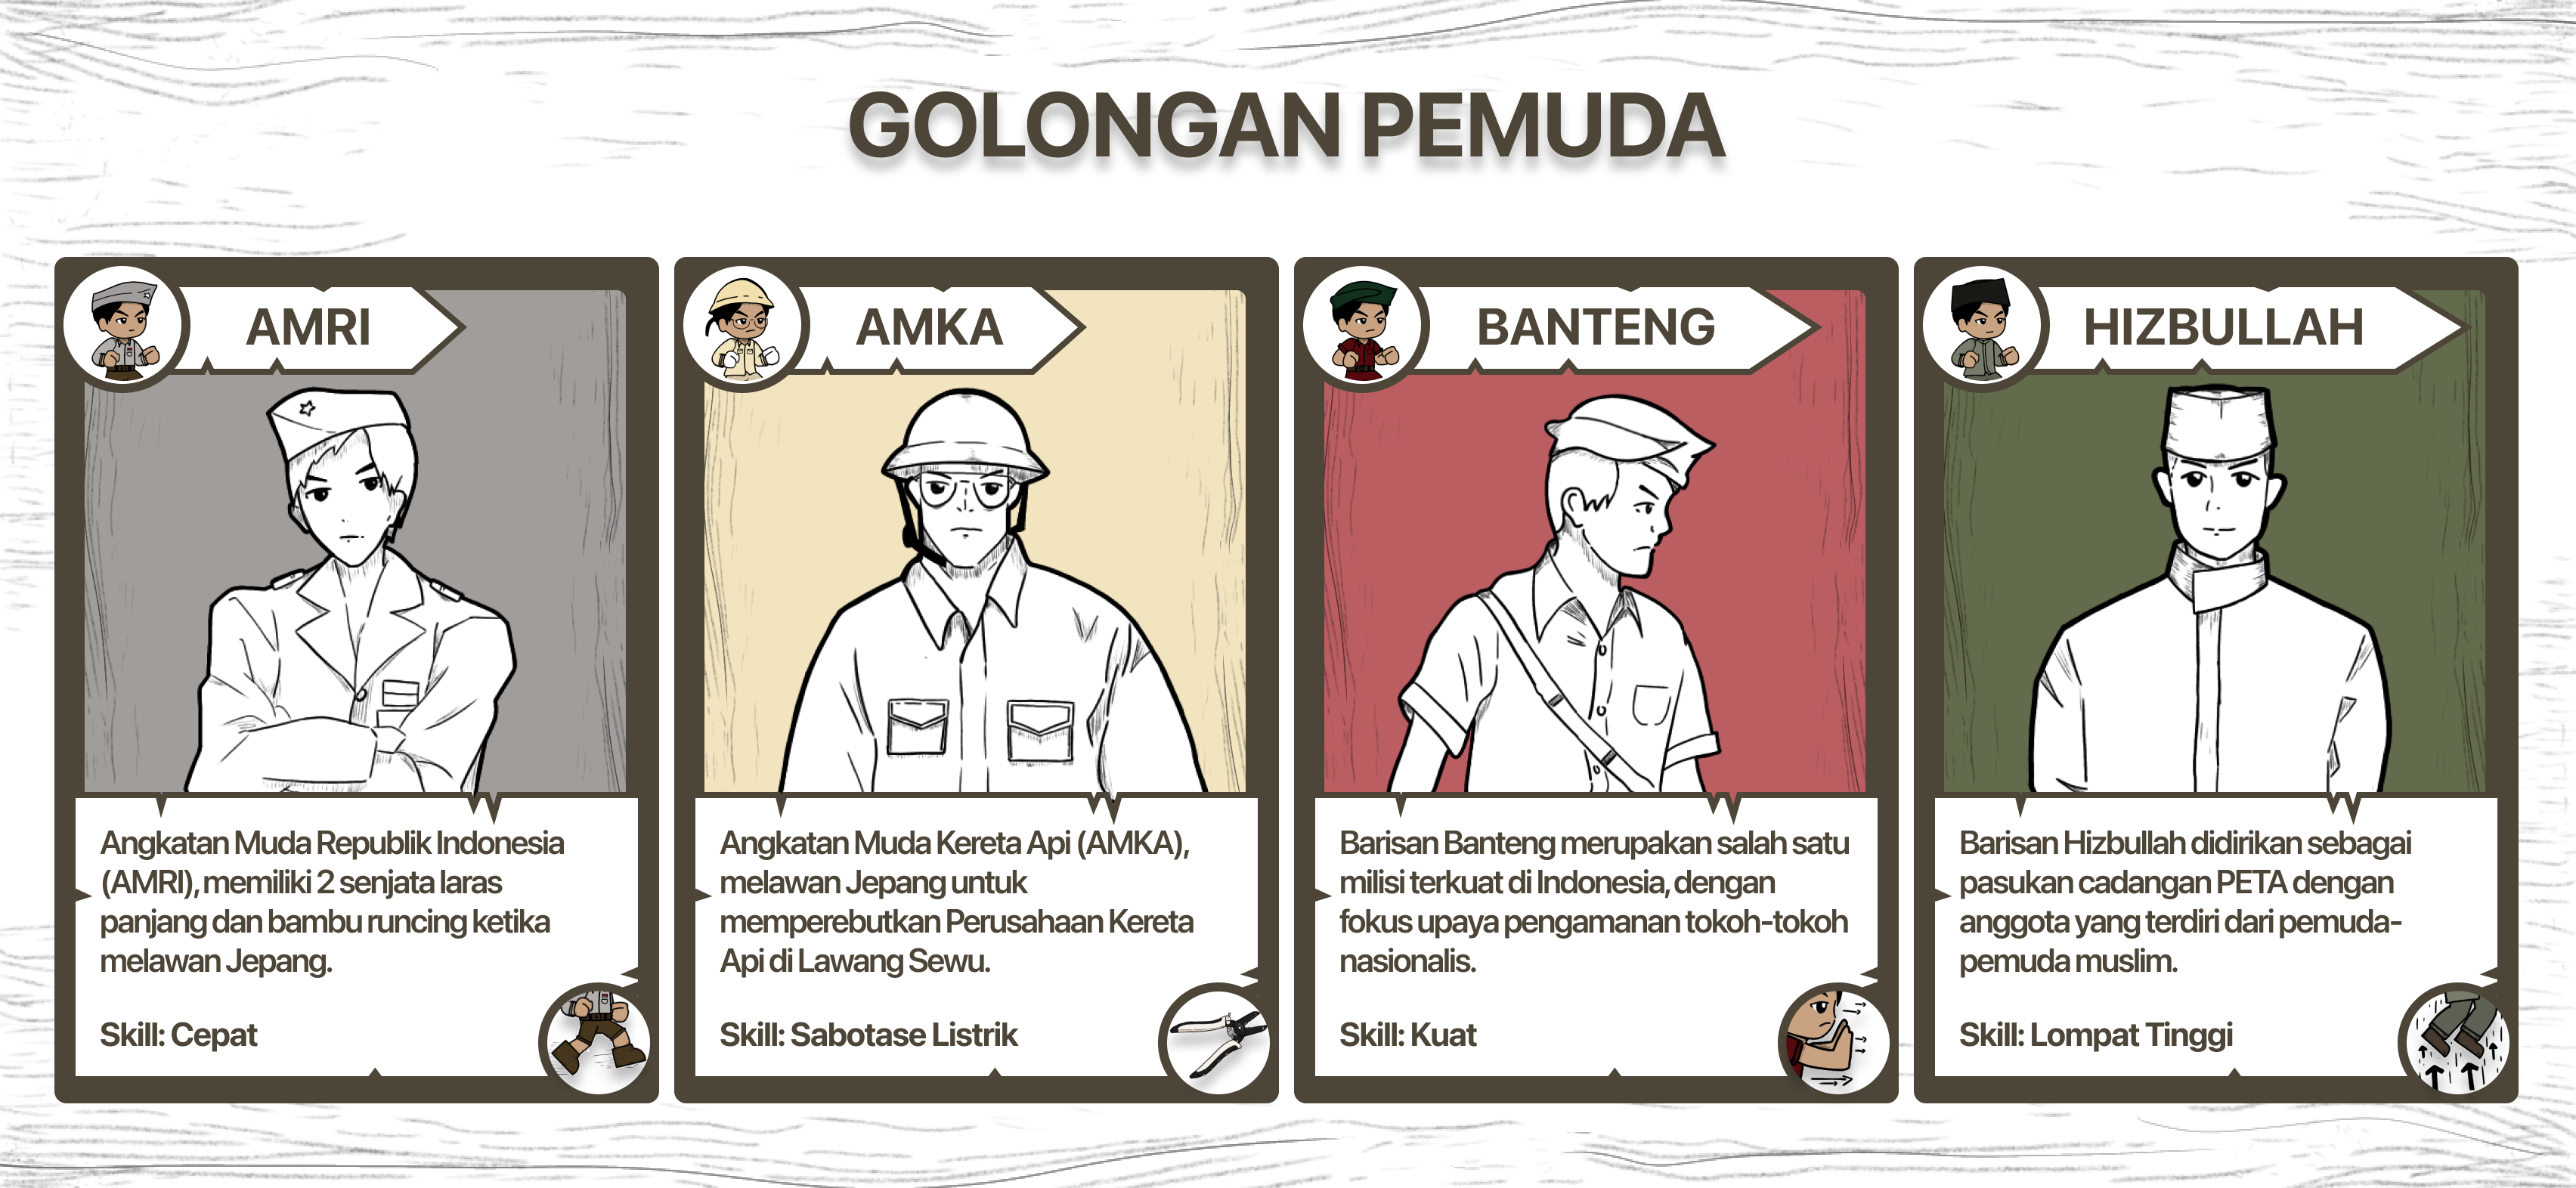 GOLONGAN PEMUDA
AMRI
Angkatan Muda Republik Indonesia
(AMRI), memiliki 2 senjata laras
panjang dan bambu runcing ketika
melawan Jepang.
Skill: Cepat
AMKA
Angkatan Muda Kereta Api (AMKA),
melawan Jepang untuk
memperebutkan Perusahaan Kereta
Api di Lawang Sewu.
Skill: Sabotase Listrik
BANTENG
Barisan Banteng merupakan salah satu
milisi terkuat di Indonesia, dengan
fokus upaya pengamanan tokoh-tokoh
nasionalis.
Skill: Kuat
HIZBULLAH
Barisan Hizbullah didirikan sebagai
pasukan cadangan PETA dengan
anggota yang terdiri dari pemuda-
pemuda muslim.
Skill: Lompat Tinggi